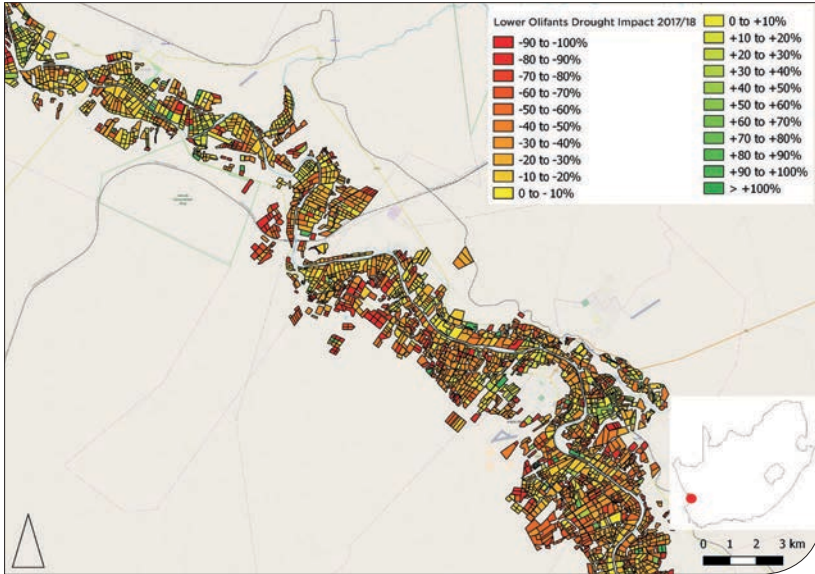 Lower Olifants Drought Impact 2017/18
-90 to -100%
-80 to -90%
-70 to -80%
-60 to -70%
-50 to -60%
-40 to -50%
-30 to -40%
-20 to -30%
-10 to -20%
0 to - 10%
0 to +10%
+10 to +20%
+20 to +30%
+30 to +40%
+40 to +50%
+50 to +60%
+60 to +70%
+70 to +80%
+80 to +90%
+90 to +100%
> +100%
0 1 2 3 km